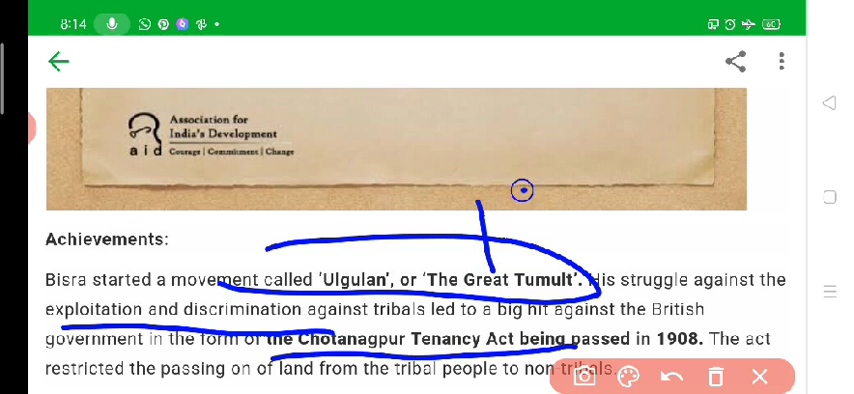 8:14
Association for
India's Development
aid Courage | Commitment | Change
Achievements:
Bisra started a movement called 'Ulgulan', or 'The Great Tumult'. His struggle against the
exploitation and discrimination against tribals led to a big hit against the British
government in the form of the Chotanagpur Tenancy Act being passed in 1908. The act
restricted the passing on of land from the tribal people to non-tribals.